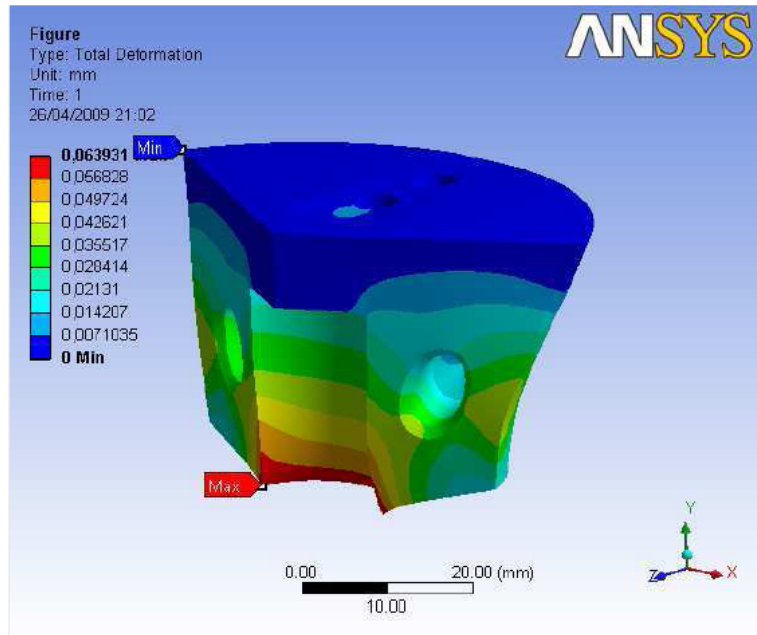 Figure
Type: Total Deformation
Unit: mm
Time: 1
26/04/2009 21:02
ANSYS
Min
0,063931
0,056828
0,049724
0,042621
0,035517
0,028414
0,02131
0,014207
0,0071035
0 Min
Max
0.00 20.00 (mm)
10.00
Y
Z X